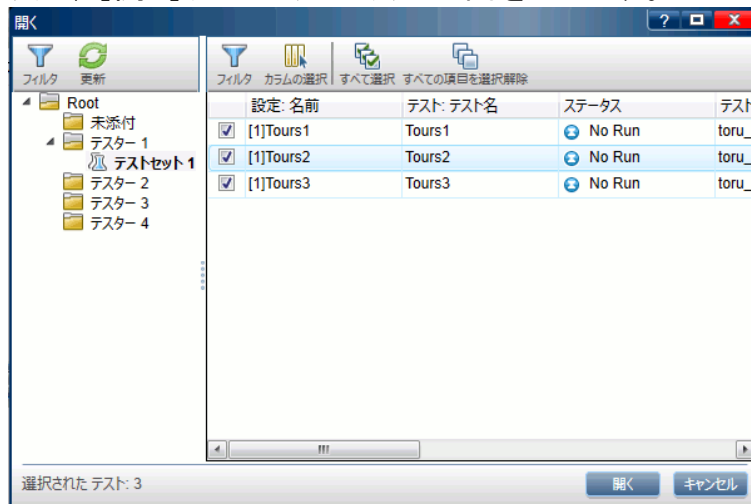 開く
フィルタ 更新
フィルタ カラムの選択 すべて選択 すべての項目を選択解除
Root
未添付
テスター 1
テストセット 1
テスター 2
テスター 3
テスター 4
設定: 名前 テスト: テスト名 ステータス テスト
[1]Tours1 Tours1 No Run toru_
[1]Tours2 Tours2 No Run toru_
[1]Tours3 Tours3 No Run toru_
選択された テスト: 3
開く キャンセル